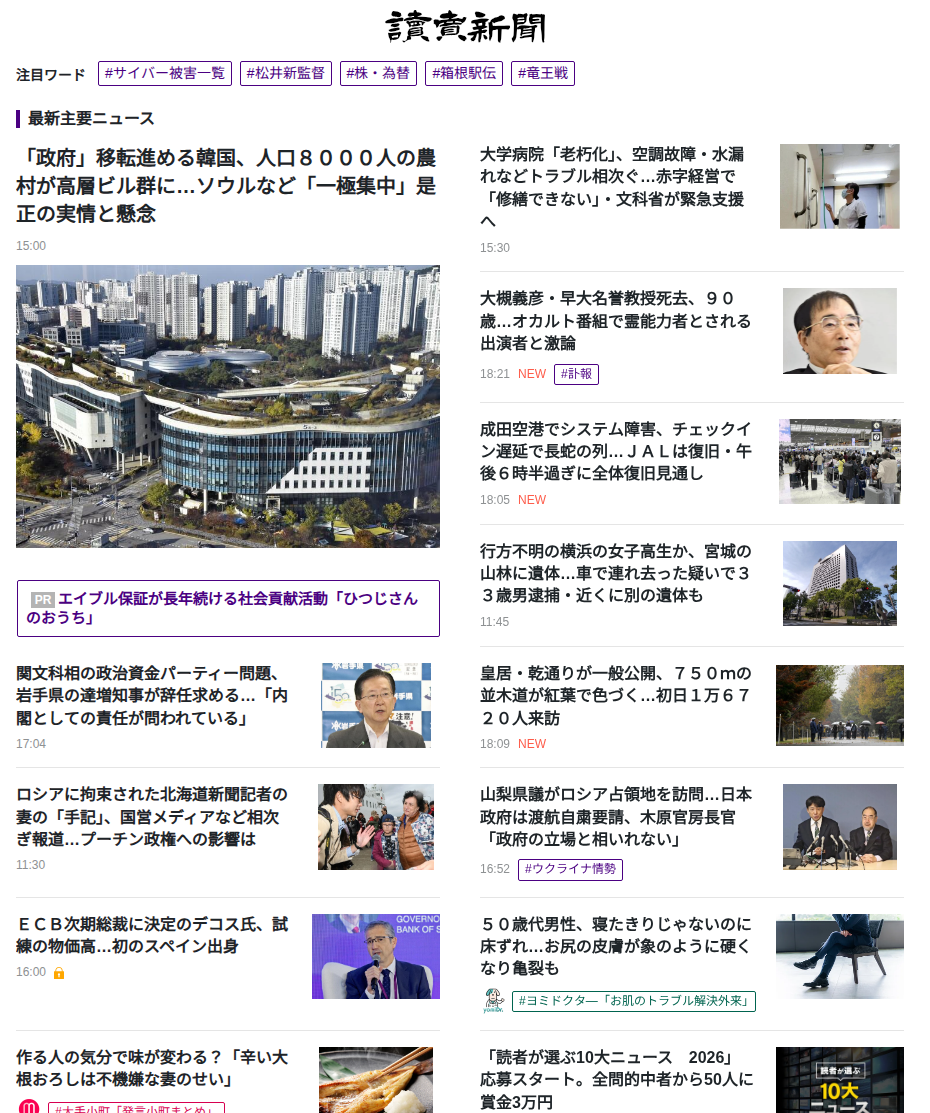 讀賣新聞
注目ワード #サイバー被害一覧 #松井新監督 #株・為替 #箱根駅伝 #竜王戦
最新主要ニュース
「政府」移転進める韓国、人口８０００人の農
村が高層ビル群に…ソウルなど「一極集中」是
正の実情と懸念
15:00
PR エイブル保証が長年続ける社会貢献活動「ひつじさん
のおうち」
関文科相の政治資金パーティー問題、
岩手県の達増知事が辞任求める…「内
閣としての責任が問われている」
17:04
ロシアに拘束された北海道新聞記者の
妻の「手記」、国営メディアなど相次
ぎ報道…プーチン政権への影響は
11:30
ＥＣＢ次期総裁に決定のデコス氏、試
練の物価高…初のスペイン出身
16:00
GOVERNO
BANK OF S
作る人の気分で味が変わる？「辛い大
根おろしは不機嫌な妻のせい」
#大手小町「発言小町まとめ」
大学病院「老朽化」、空調故障・水漏
れなどトラブル相次ぐ…赤字経営で
「修繕できない」・文科省が緊急支援
へ
15:30
大槻義彦・早大名誉教授死去、９０
歳…オカルト番組で霊能力者とされる
出演者と激論
18:21 NEW #訃報
成田空港でシステム障害、チェックイ
ン遅延で長蛇の列…ＪＡＬは復旧・午
後６時半過ぎに全体復旧見通し
18:05 NEW
行方不明の横浜の女子高生か、宮城の
山林に遺体…車で連れ去った疑いで３
３歳男逮捕・近くに別の遺体も
11:45
皇居・乾通りが一般公開、７５０ｍの
並木道が紅葉で色づく…初日１万６７
２０人来訪
18:09 NEW
山梨県議がロシア占領地を訪問…日本
政府は渡航自粛要請、木原官房長官
「政府の立場と相いれない」
16:52 #ウクライナ情勢
５０歳代男性、寝たきりじゃないのに
床ずれ…お尻の皮膚が象のように硬く
なり亀裂も
yomiDr. #ヨミドクター「お肌のトラブル解決外来」
「読者が選ぶ10大ニュース　2026」
応募スタート。全問的中者から50人に
賞金3万円
読者が選ぶ
10大
ニュース